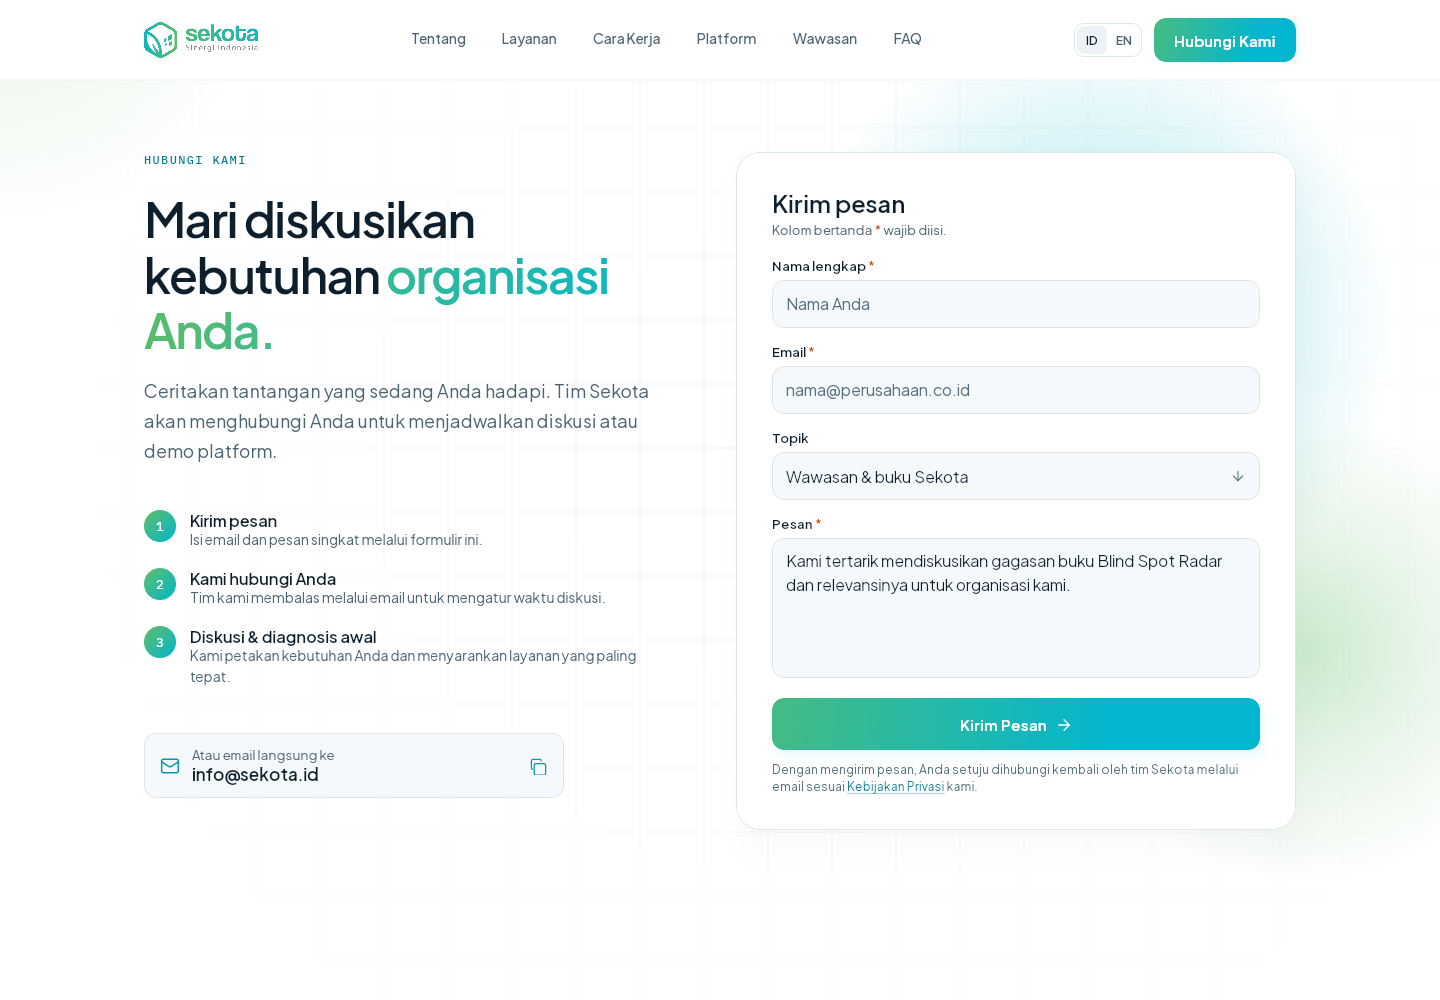 sekota
Sinergi Indonesia
Tentang
Layanan
Cara Kerja
Platform
Wawasan
FAQ
ID
EN
Hubungi Kami
HUBUNGI KAMI
Mari diskusikan
kebutuhan organisasi
Anda.
Ceritakan tantangan yang sedang Anda hadapi. Tim Sekota
akan menghubungi Anda untuk menjadwalkan diskusi atau
demo platform.
1
Kirim pesan
Isi email dan pesan singkat melalui formulir ini.
2
Kami hubungi Anda
Tim kami membalas melalui email untuk mengatur waktu diskusi.
3
Diskusi & diagnosis awal
Kami petakan kebutuhan Anda dan menyarankan layanan yang paling
tepat.
Atau email langsung ke
info@sekota.id
Kirim pesan
Kolom bertanda * wajib diisi.
Nama lengkap *
Nama Anda
Email *
nama@perusahaan.co.id
Topik
Wawasan & buku Sekota
Pesan *
Kami tertarik mendiskusikan gagasan buku Blind Spot Radar
dan relevansinya untuk organisasi kami.
Kirim Pesan
Dengan mengirim pesan, Anda setuju dihubungi kembali oleh tim Sekota melalui
email sesuai Kebijakan Privasi kami.